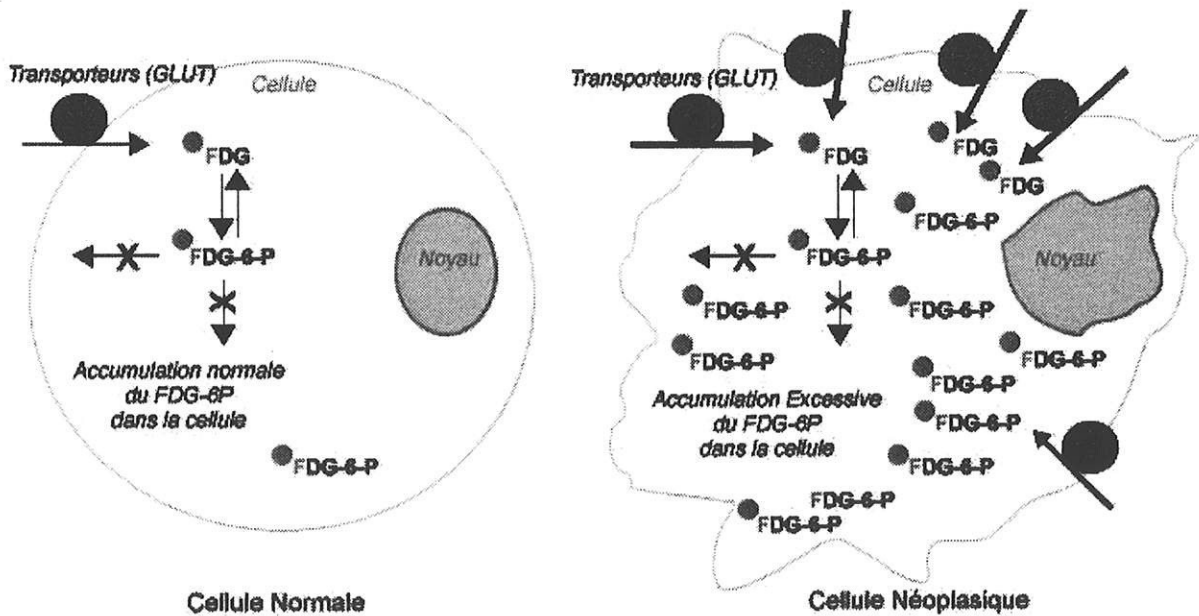 Transporteurs (GLUT)
Cellule
FDG
FDG-6-P
Noyau
Accumulation normale
du FDG-6P
dans la cellule
FDG-6-P
Cellule Normale
Transporteurs (GLUT)
Cellule
FDG
FDG
FDG
FDG-6-P
FDG-6-P
Noyau
FDG-6-P
FDG-6-P
FDG-6-P
FDG-6-P
FDG-6-P
Accumulation Excessive
du FDG-6P
dans la cellule
FDG-6-P
FDG-6-P
FDG-6-P
FDG-6-P
Cellule Néoplasique